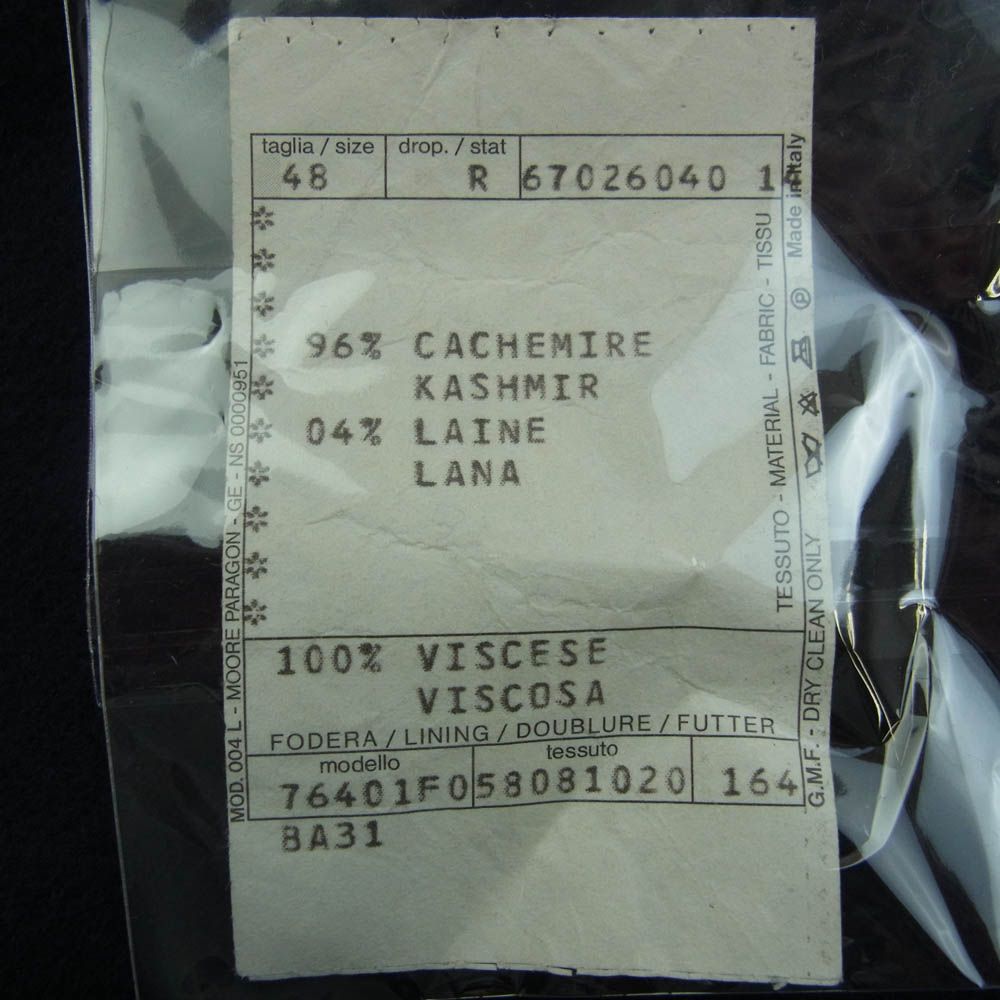 taglia / size drop. / stat
48 R 67026040 1
96% CACHEMIRE
KASHMIR
04% LAINE
LANA
100% VISCESE
VISCOSA
FODERA / LINING / DOUBLURE / FUTTER
modello tessuto
76401F0 58081020 164
BA31
MOD. 004 L - MOORE PARAGON - GE - NS 0000951
TESSUTO - MATERIAL - FABRIC - TISSU
G.M.F. - DRY CLEAN ONLY P Made in Italy